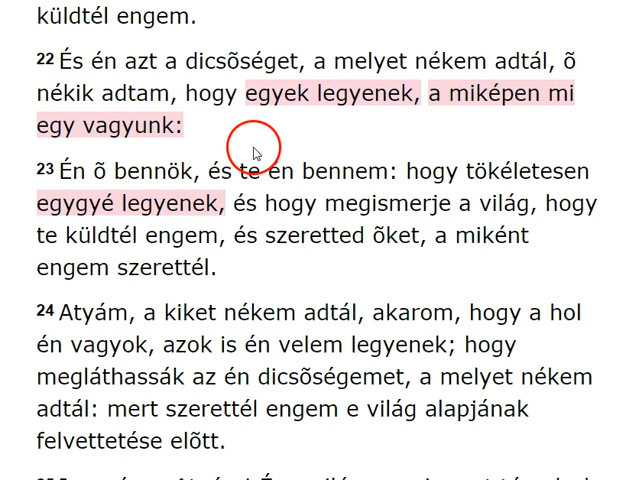 küldtél engem.
22 És én azt a dicsõséget, a melyet nékem adtál, õ
nékik adtam, hogy egyek legyenek, a miképen mi
egy vagyunk:
23 Én õ bennök, és te én bennem: hogy tökéletesen
egygyé legyenek, és hogy megismerje a világ, hogy
te küldtél engem, és szeretted õket, a miként
engem szerettél.
24 Atyám, a kiket nékem adtál, akarom, hogy a hol
én vagyok, azok is én velem legyenek; hogy
megláthassák az én dicsõségemet, a melyet nékem
adtál: mert szerettél engem e világ alapjának
felvettetése elõtt.